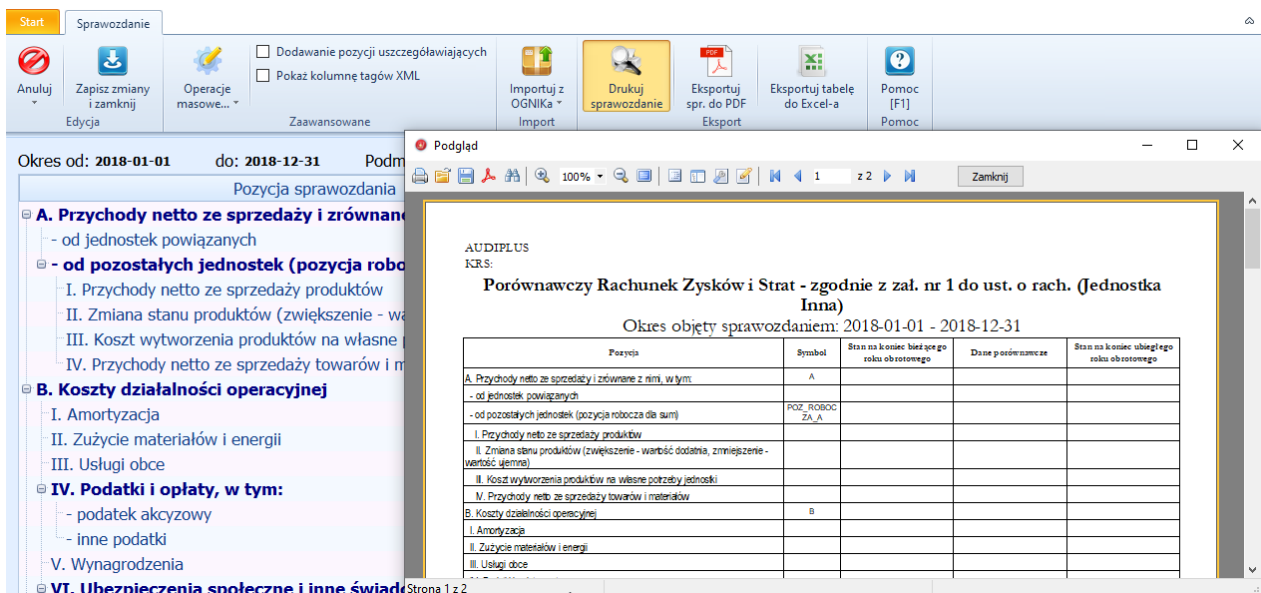 Start Sprawozdanie
Anuluj
Zapisz zmiany
i zamknij
Edycja
Operacje
masowe...
Dodawanie pozycji uszczegóławiających
Pokaż kolumnę tagów XML
Zaawansowane
Importuj z
OGNIKa
Import
Drukuj
sprawozdanie
PDF
Eksportuj
spr. do PDF
Eksportuj tabelę
do Excel-a
Eksport
Pomoc
[F1]
Pomoc
Okres od: 2018-01-01 do: 2018-12-31 Podm
Pozycja sprawozdania
A. Przychody netto ze sprzedaży i zrównane
- od jednostek powiązanych
- od pozostałych jednostek (pozycja robo
I. Przychody netto ze sprzedaży produktów
II. Zmiana stanu produktów (zwiększenie - wa
III. Koszt wytworzenia produktów na własne
IV. Przychody netto ze sprzedaży towarów i m
B. Koszty działalności operacyjnej
I. Amortyzacja
II. Zużycie materiałów i energii
III. Usługi obce
IV. Podatki i opłaty, w tym:
- podatek akcyzowy
- inne podatki
V. Wynagrodzenia
VI. Ubezpieczenia społeczne i inne świad
Podgląd
100% 1 z 2 Zamknij
AUDIPLUS
KRS:
Porównawczy Rachunek Zysków i Strat - zgodnie z zał. nr 1 do ust. o rach. (Jednostka
Inna)
Okres objęty sprawozdaniem: 2018-01-01 - 2018-12-31
Pozycja Symbol Stan na koniec bieżącego roku obrotowego Dane porównawcze Stan na koniec ubiegłego roku obrotowego
A. Przychody netto ze sprzedaży i zrównane z nimi, w tym: A
- od jednostek powiązanych
- od pozostałych jednostek (pozycja robocza dla sum) POZ_ROBOC
ZA_A
I. Przychody netto ze sprzedaży produktów
II. Zmiana stanu produktów (zwiększenie - wartość dodatnia, zmniejszenie -
wartość ujemna)
III. Koszt wytworzenia produktów na własne potrzeby jednostki
IV. Przychody netto ze sprzedaży towarów i materiałów
B. Koszty działalności operacyjnej B
I. Amortyzacja
II. Zużycie materiałów i energii
III. Usługi obce
Strona 1 z 2